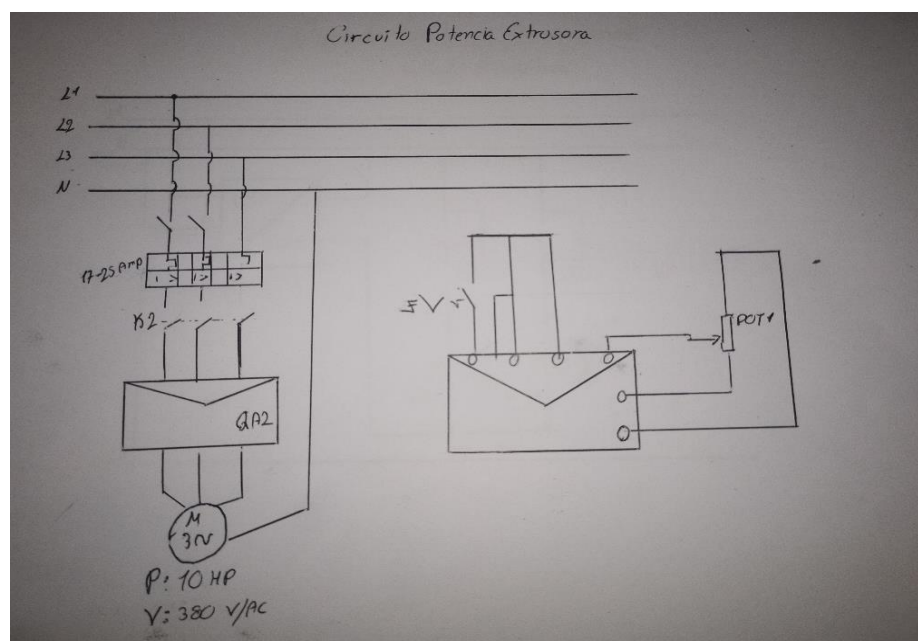 Circuito Potencia Extrusora
L1
L2
L3
N
17-25 Amp
K2
QA2
POT1
M
3~
P: 10 HP
V: 380 V/AC